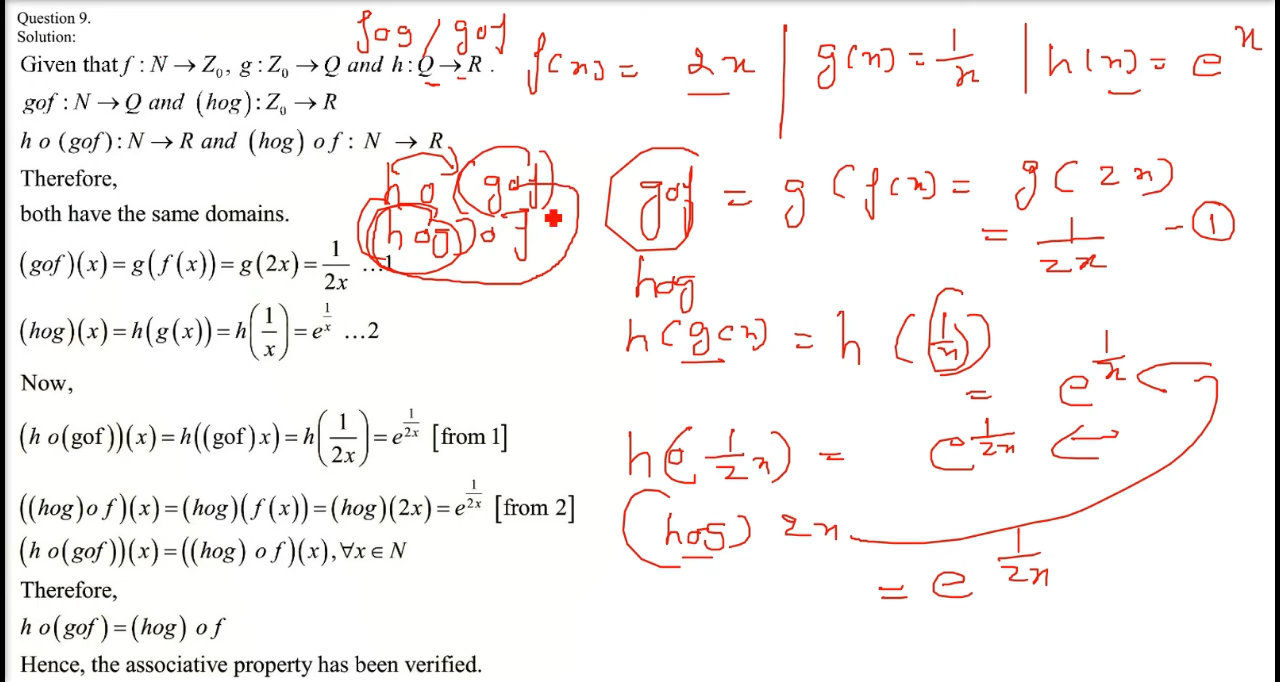 Question 9.
Solution:
Given that f : N → Z₀, g : Z₀ → Q and h : Q → R .
gof : N → Q and (hog) : Z₀ → R
h o (gof) : N → R and (hog) o f : N → R
Therefore,
both have the same domains.
(gof)(x) = g(f(x)) = g(2x) = 1/2x ...1
(hog)(x) = h(g(x)) = h(1/x) = e^(1/x) ...2
Now,
(h o(gof))(x) = h((gof)x) = h(1/2x) = e^(1/2x) [from 1]
((hog)o f)(x) = (hog)(f(x)) = (hog)(2x) = e^(1/2x) [from 2]
(h o(gof))(x) = ((hog) o f)(x), ∀x ∈ N
Therefore,
h o(gof) = (hog) o f
Hence, the associative property has been verified.
fog / gof
f(x) = 2x | g(x) = 1/x | h(x) = e^x
ho (gof)
(hog) o f
gof = g(f(x) = g(2x)
= 1/2x - ①
hog
h(g(x) = h(1/x)
= e^(1/x)
h(1/2x) = e^(1/2x)
(hog) 2x
= e^(1/2x)